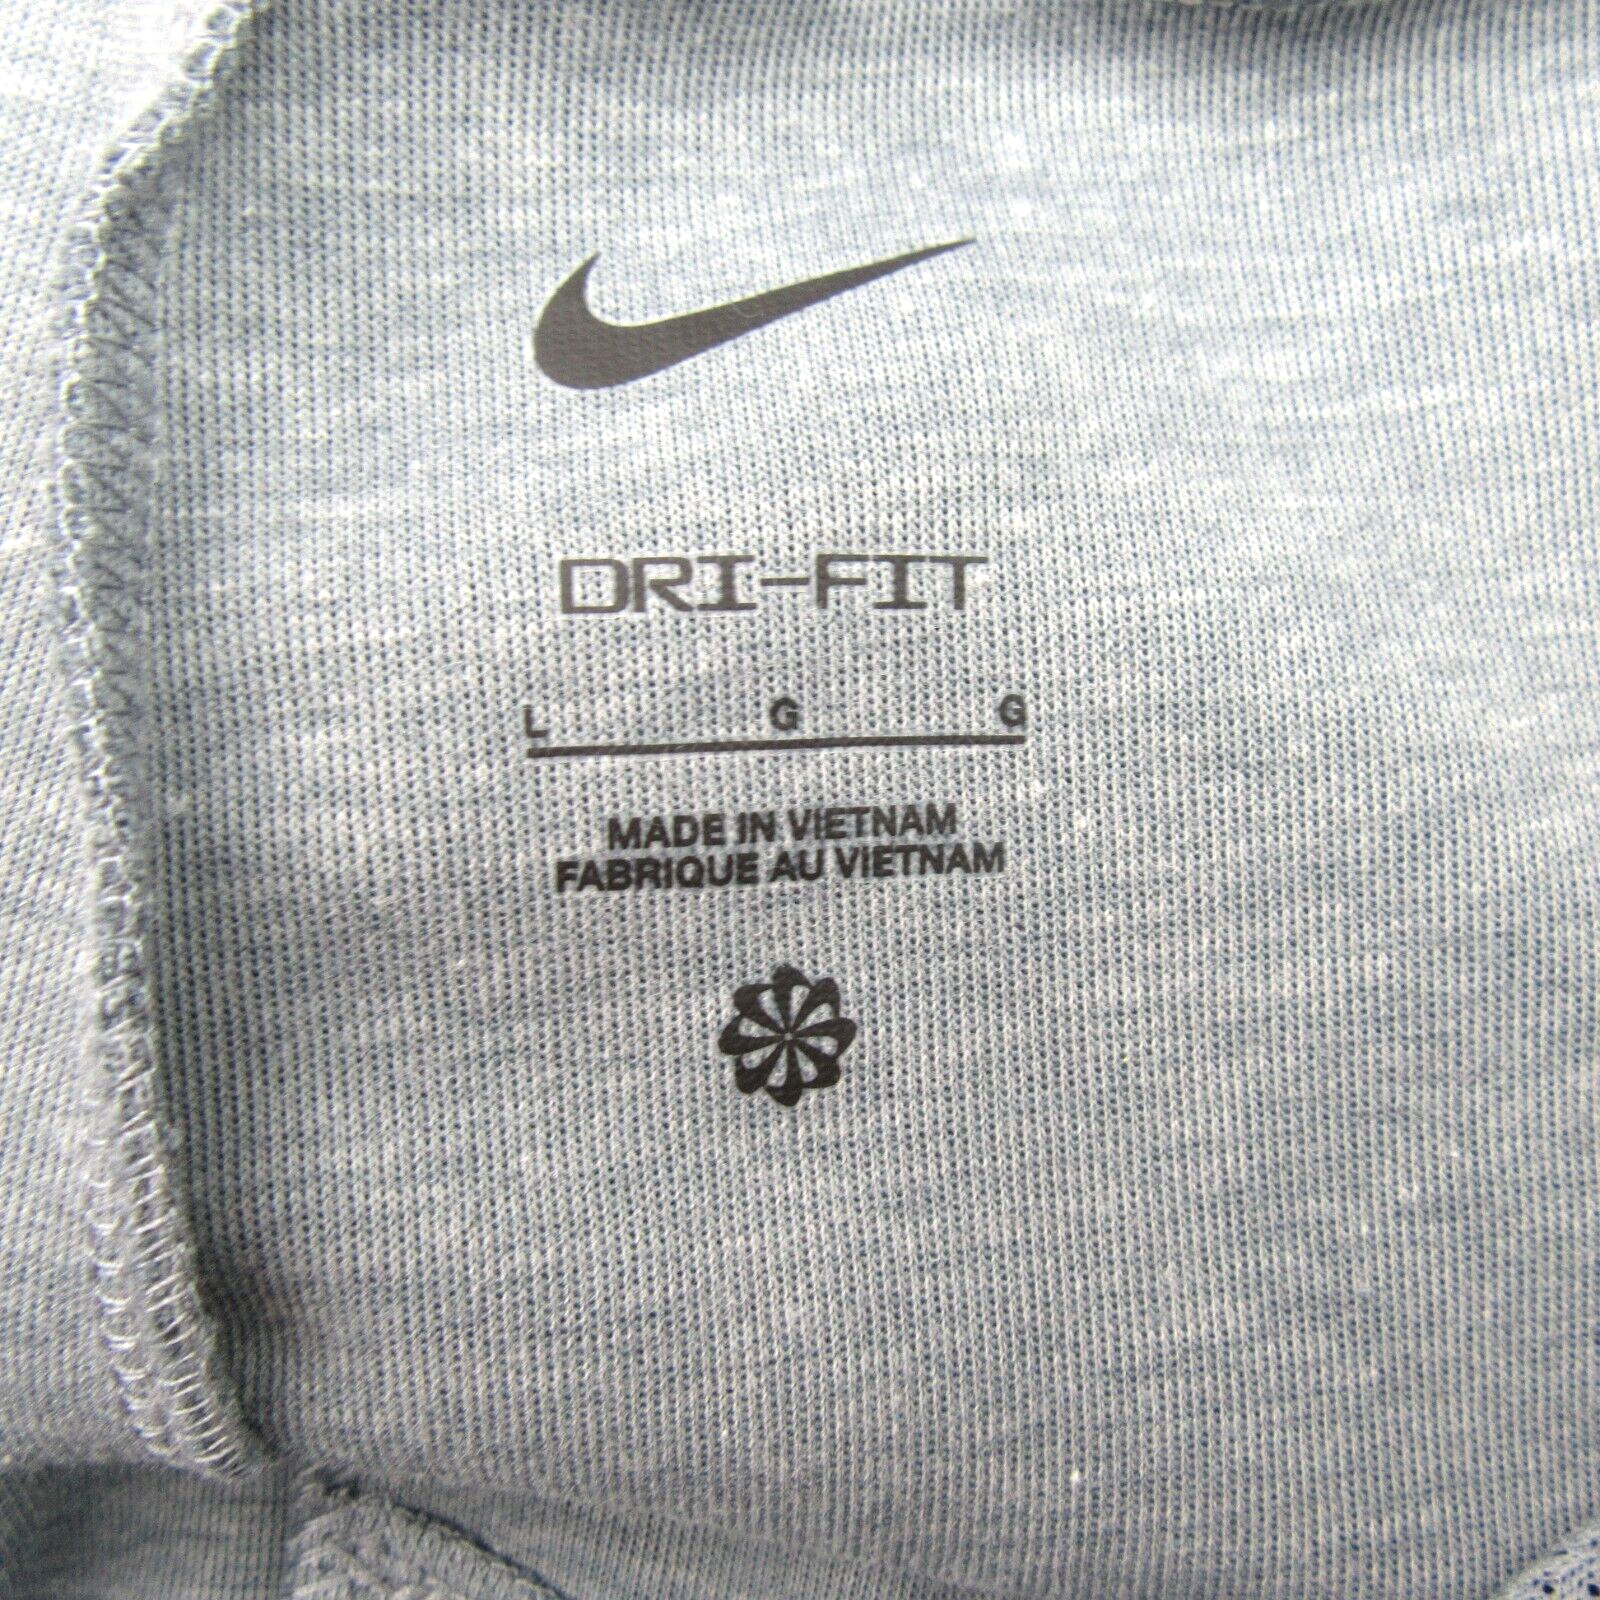 DRI-FIT
L G G
MADE IN VIETNAM
FABRIQUE AU VIETNAM